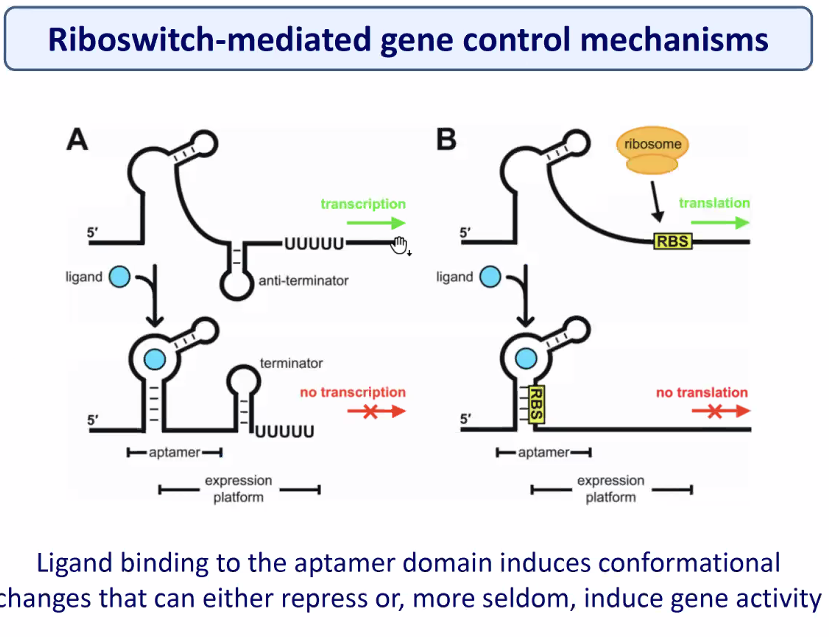 Riboswitch-mediated gene control mechanisms
A
transcription
5'
UUUUU
ligand
anti-terminator
terminator
no transcription
5'
UUUUU
aptamer
expression
platform
B
ribosome
translation
5'
RBS
ligand
no translation
RBS
5'
aptamer
expression
platform
Ligand binding to the aptamer domain induces conformational
changes that can either repress or, more seldom, induce gene activity